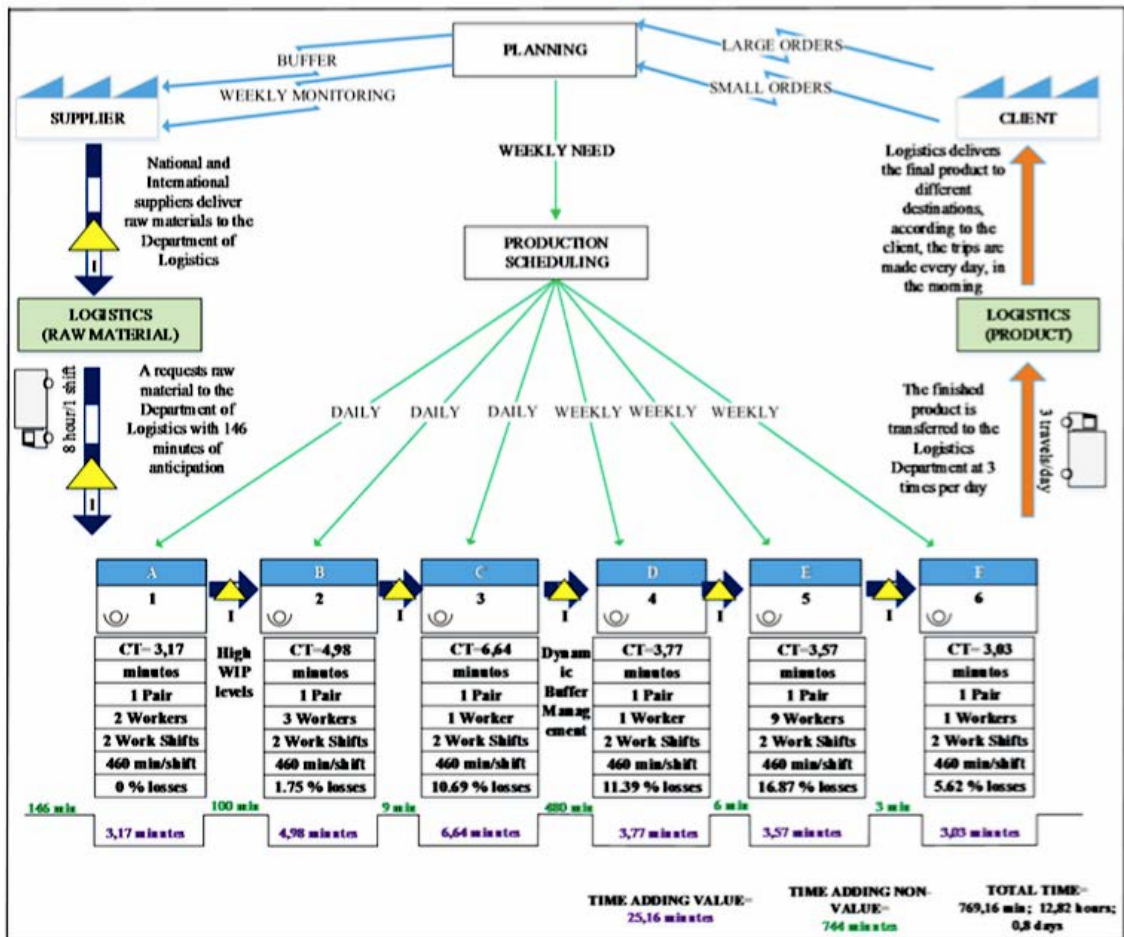 PLANNING
LARGE ORDERS
SMALL ORDERS
BUFFER
WEEKLY MONITORING
SUPPLIER
CLIENT
WEEKLY NEED
National and
International
suppliers deliver
raw materials to the
Department of
Logistics
I
Logistics delivers
the final product to
different
destinations,
according to the
client, the trips are
made every day, in
the morning
PRODUCTION
SCHEDULING
LOGISTICS
(RAW MATERIAL)
LOGISTICS
(PRODUCT)
8 hour/1 shift
A requests raw
material to the
Department of
Logistics with 146
minutes of
anticipation
I
The finished
product is
transferred to the
Logistics
Department at 3
times per day
3 travels/day
DAILY DAILY DAILY WEEKLY WEEKLY WEEKLY
A B C D E F
1 2 3 4 5 6
I I I I I
CT= 3,17
minutos
1 Pair
2 Workers
2 Work Shifts
460 min/shift
0 % losses
High
WIP
levels
CT=4,98
minutos
1 Pair
3 Workers
2 Work Shifts
460 min/shift
1.75 % losses
CT=6,64
minutos
1 Pair
1 Worker
2 Work Shifts
460 min/shift
10.69 % losses
Dynam
ic
Buffer
Manag
ement
CT=3,77
minutos
1 Pair
1 Worker
2 Work Shifts
460 min/shift
11.39 % losses
CT=3,57
minutos
1 Pair
9 Workers
2 Work Shifts
460 min/shift
16.87 % losses
CT= 3,03
minutos
1 Pair
1 Workers
2 Work Shifts
460 min/shift
5.62 % losses
146 min 100 min 9 min 480 min 6 min 3 min
3,17 minutes 4,98 minutes 6,64 minutes 3,77 minutes 3,57 minutes 3,03 minutes
TIME ADDING VALUE=
25,16 minutes
TIME ADDING NON-
VALUE=
744 minutes
TOTAL TIME=
769,16 min; 12,82 hours;
0,8 days